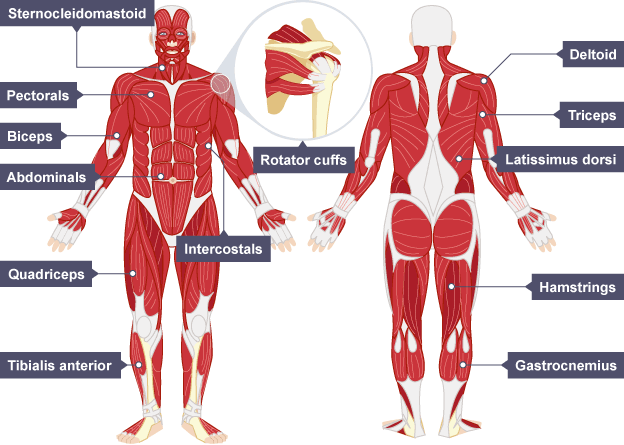 Sternocleidomastoid
Pectorals
Biceps
Abdominals
Quadriceps
Tibialis anterior
Rotator cuffs
Intercostals
Deltoid
Triceps
Latissimus dorsi
Hamstrings
Gastrocnemius